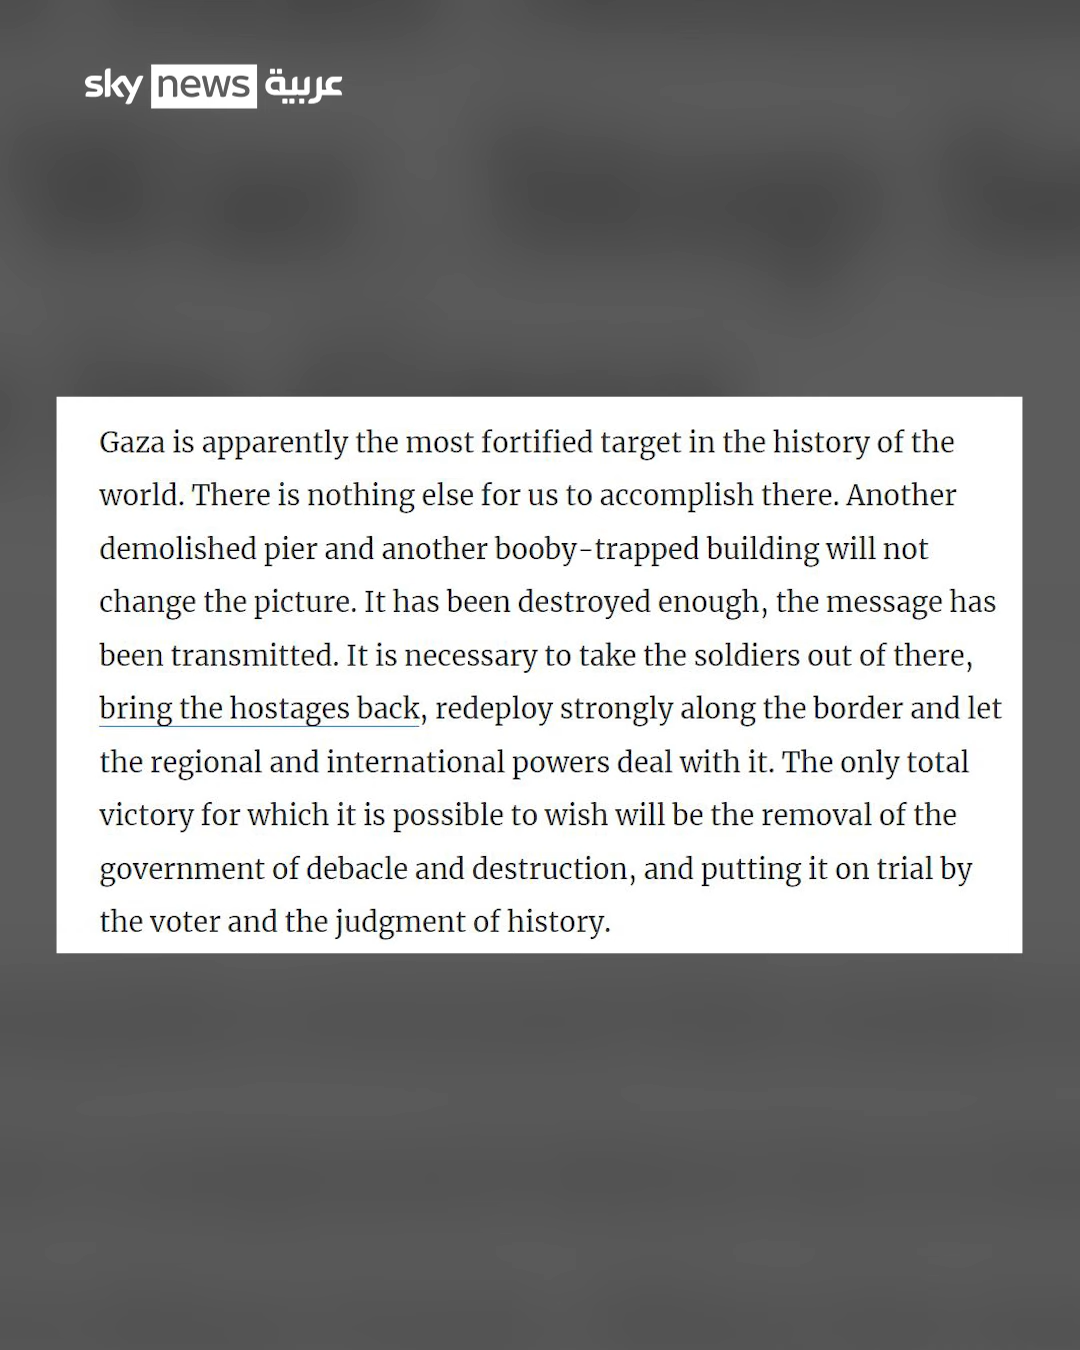 sky news عربية
Gaza is apparently the most fortified target in the history of the
world. There is nothing else for us to accomplish there. Another
demolished pier and another booby-trapped building will not
change the picture. It has been destroyed enough, the message has
been transmitted. It is necessary to take the soldiers out of there,
bring the hostages back, redeploy strongly along the border and let
the regional and international powers deal with it. The only total
victory for which it is possible to wish will be the removal of the
government of debacle and destruction, and putting it on trial by
the voter and the judgment of history.